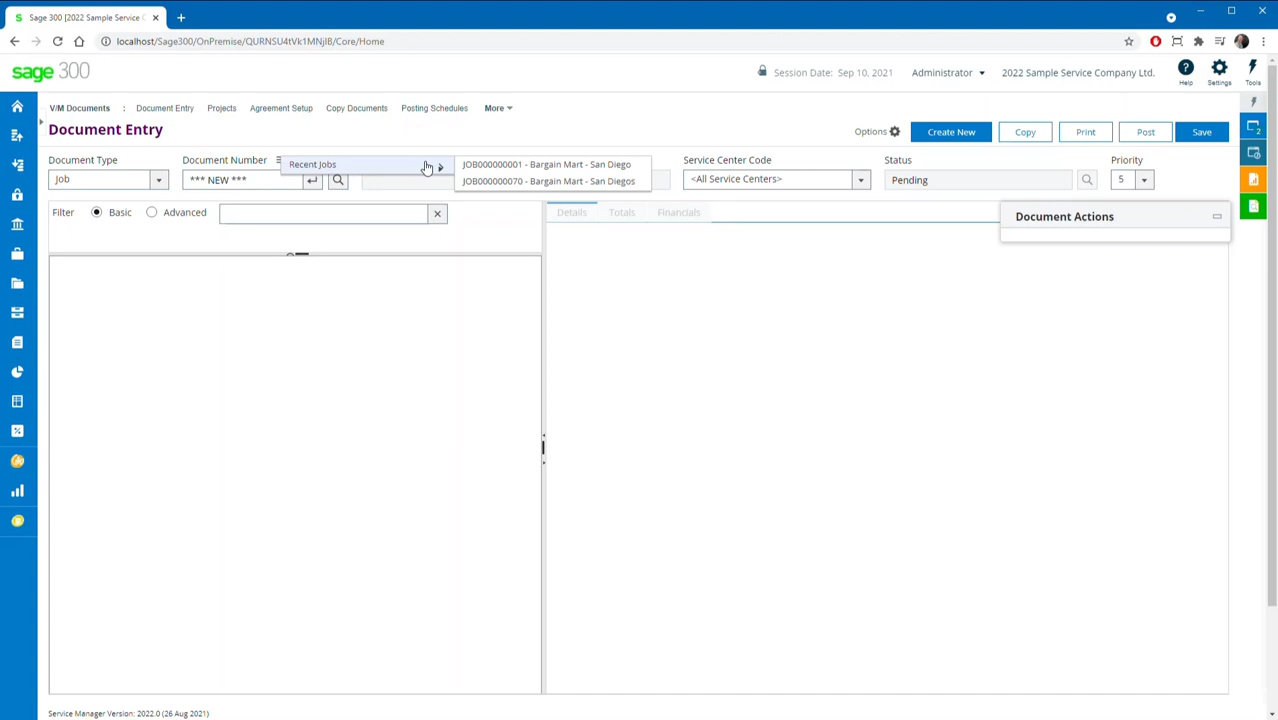 Sage 300 [2022 Sample Service C
localhost/Sage300/OnPremise/QURNSU4tVk1MNjIB/Core/Home
sage 300
Session Date: Sep 10, 2021
Administrator
2022 Sample Service Company Ltd.
Help
Settings
Tools
V/M Documents : Document Entry Projects Agreement Setup Copy Documents Posting Schedules More
Document Entry
Options
Create New
Copy
Print
Post
Save
2
Document Type
Document Number
Recent Jobs
JOB000000001 - Bargain Mart - San Diego
JOB000000070 - Bargain Mart - San Diegos
Service Center Code
Status
Priority
Job
*** NEW ***
<All Service Centers>
Pending
5
Filter Basic Advanced
Details Totals Financials
Document Actions
Service Manager Version: 2022.0 (26 Aug 2021)